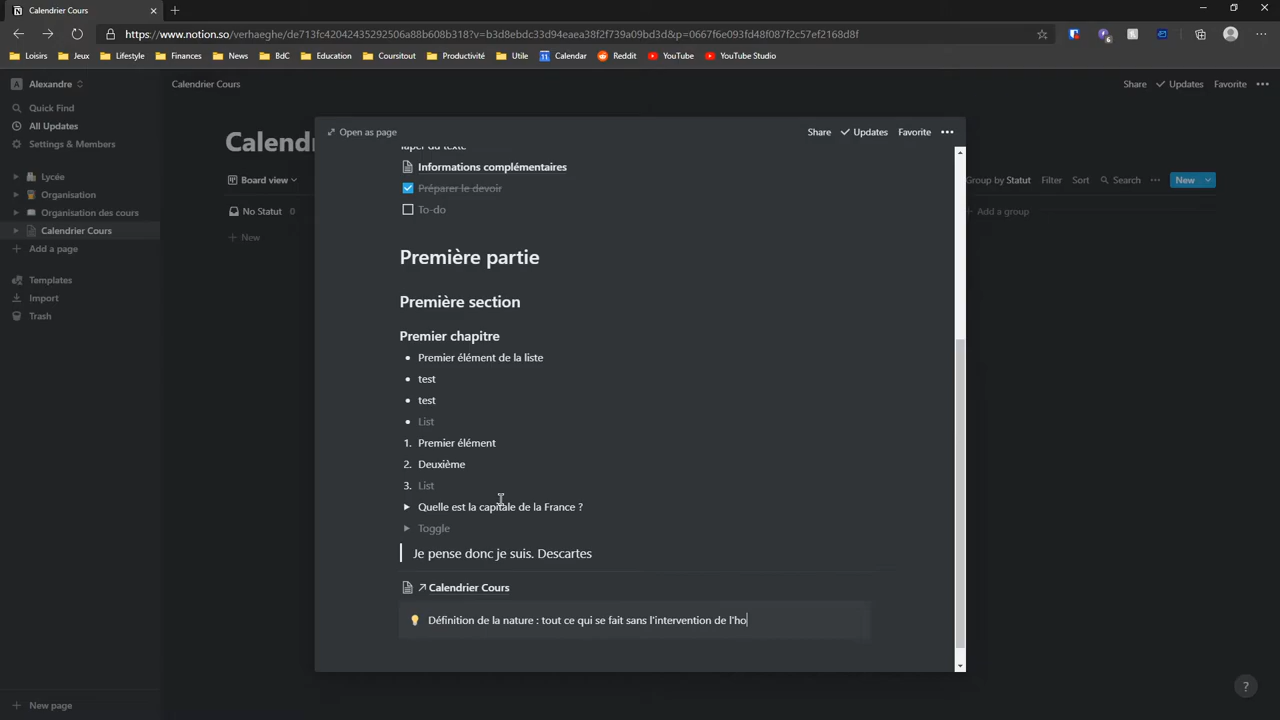 Calendrier Cours
https://www.notion.so/verhaeghe/de713fc42042435292506a88b608b318?v=b3d8ebdc33d94eaea38f2f739a09bd3d&p=0667f6e093fd48f087f2c57ef2168d8f
Loisirs Jeux Lifestyle Finances News BdC Education Coursitout Productivité Utile Calendar Reddit YouTube YouTube Studio
A Alexandre
Calendrier Cours
Share Updates Favorite
Quick Find
All Updates
Settings & Members
Lycée
Organisation
Organisation des cours
Calendrier Cours
Add a page
Templates
Import
Trash
New page
Calendr
Board view
Group by Statut Filter Sort Search New
No Statut 0
Add a group
New
Open as page
Share Updates Favorite
Taper du texte
Informations complémentaires
Préparer le devoir
To-do
Première partie
Première section
Premier chapitre
• Premier élément de la liste
• test
• test
• List
1. Premier élément
2. Deuxième
3. List
Quelle est la capitale de la France ?
Toggle
Je pense donc je suis. Descartes
Calendrier Cours
Définition de la nature : tout ce qui se fait sans l'intervention de l'ho
?